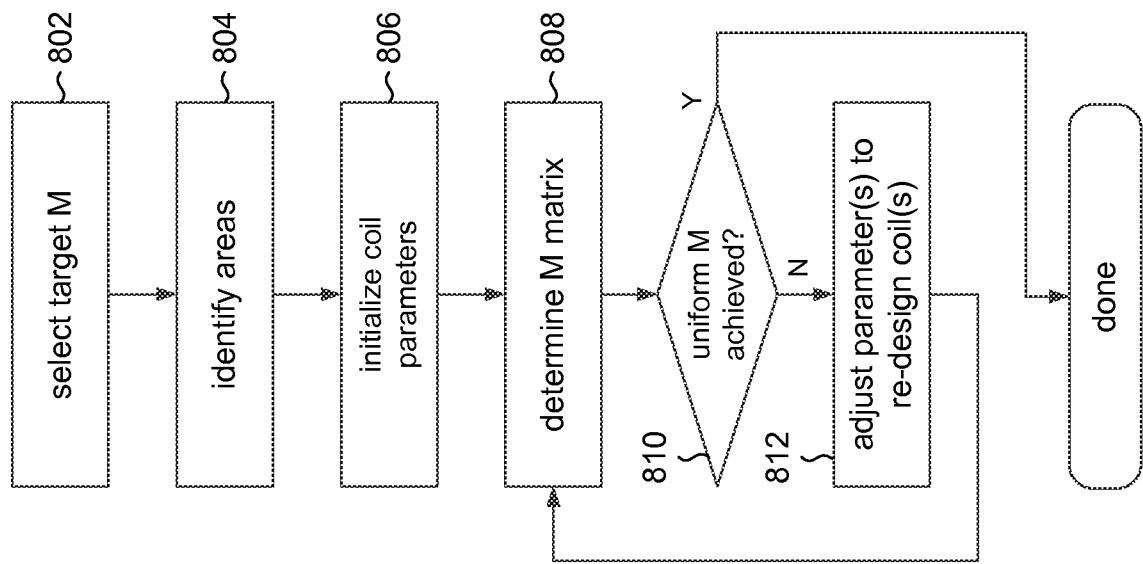 select target M
802
identify areas
804
initialize coil
parameters
806
determine M matrix
808
uniform M
achieved?
810
Y
N
adjust parameter(s) to
re-design coil(s)
812
done